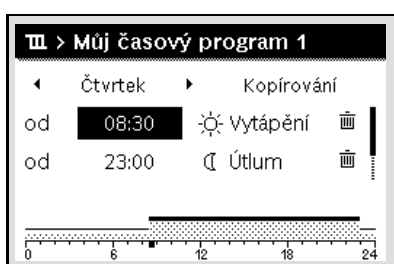 > Můj časový program 1
Čtvrtek Kopírování
od 08:30 Vytápění
od 23:00 Útlum
0 6 12 18 24